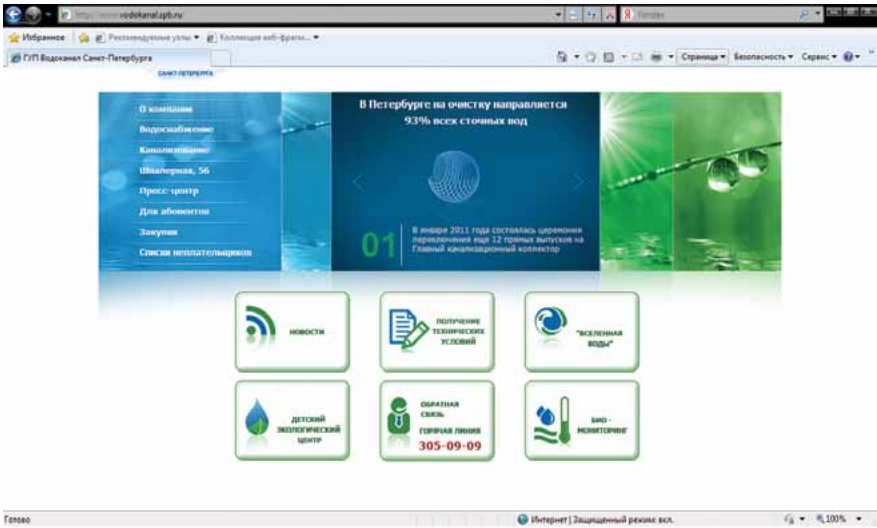 http://www.vodokanal.spb.ru
Yandex
Избранное
Рекомендуемые узлы
Коллекция веб-фрагм...
ГУП Водоканал Санкт-Петербурга
Страница
Безопасность
Сервис
САНКТ-ПЕТЕРБУРГА
О компании
Водоснабжение
Канализование
Шпалерная, 56
Пресс-центр
Для абонентов
Закупки
Списки неплательщиков
В Петербурге на очистку направляется
93% всех сточных вод
01
В январе 2011 года состоялась церемония
переключения еще 12 прямых выпусков на
Главный канализационный коллектор
НОВОСТИ
ПОЛУЧЕНИЕ
ТЕХНИЧЕСКИХ
УСЛОВИЙ
"ВСЕЛЕННАЯ
ВОДЫ"
ДЕТСКИЙ
ЭКОЛОГИЧЕСКИЙ
ЦЕНТР
ОБРАТНАЯ
СВЯЗЬ
ГОРЯЧАЯ ЛИНИЯ
305-09-09
БИО -
МОНИТОРИНГ
Готово
Интернет | Защищенный режим: вкл.
100%